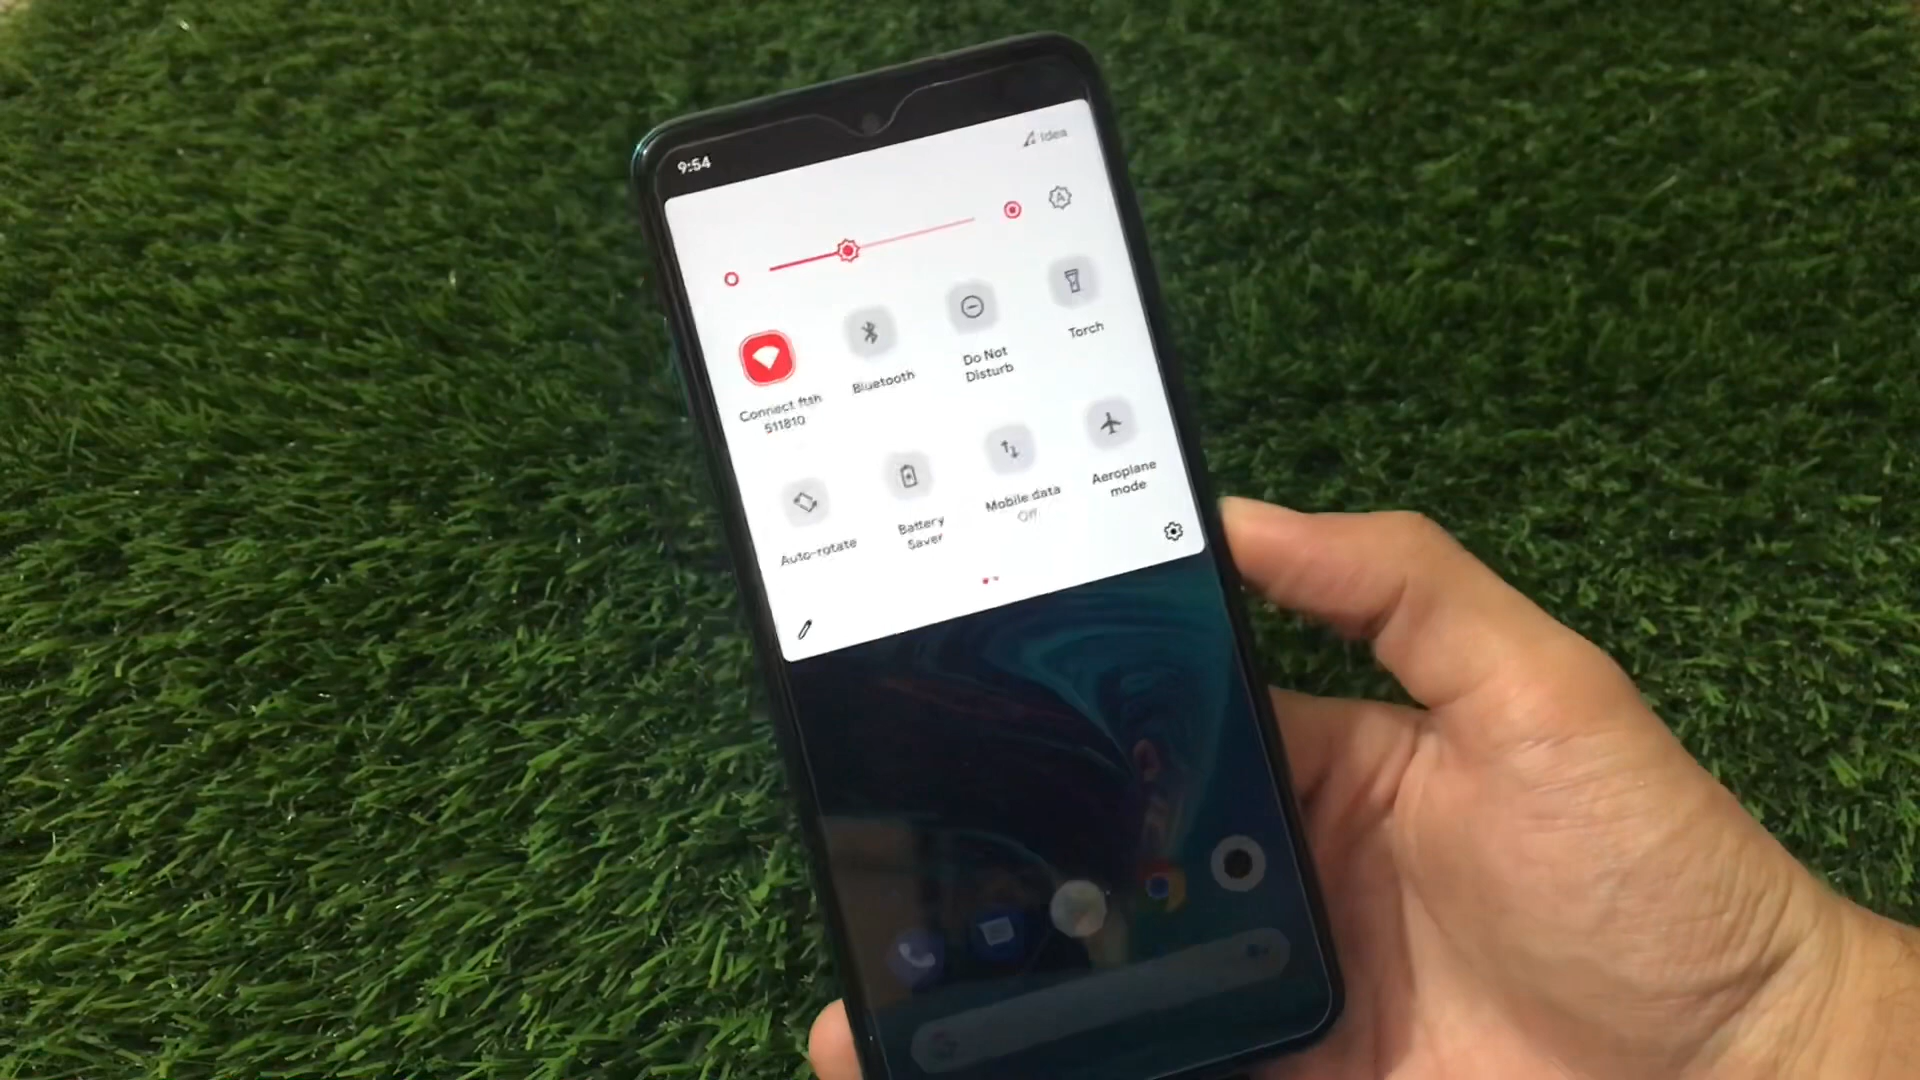 9:54
Idea
Connect ftth
511810
Bluetooth
Do Not
Disturb
Torch
Auto-rotate
Battery
Saver
Mobile data
Off
Aeroplane
mode